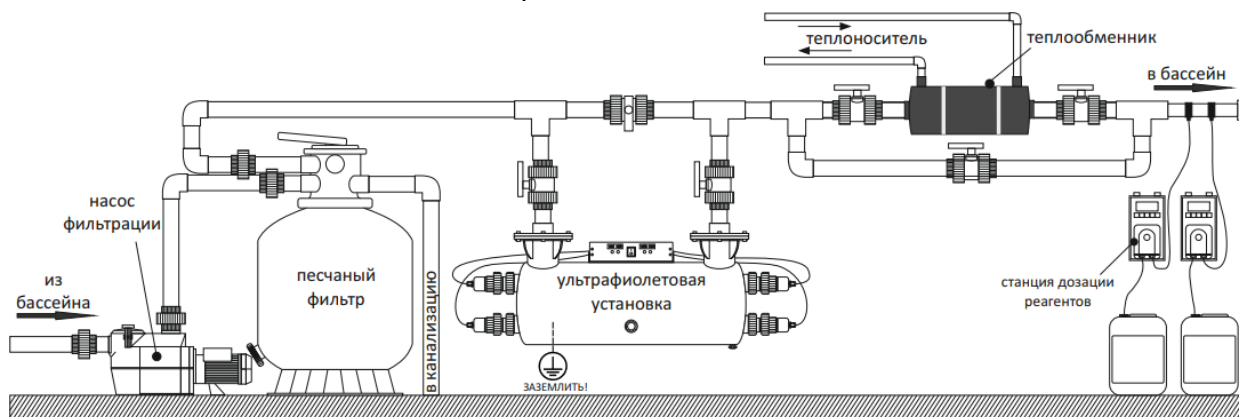 теплоноситель
теплообменник
в бассейн
насос
фильтрации
из
бассейна
песчаный
фильтр
в канализацию
ультрафиолетовая
установка
ЗАЗЕМЛИТЬ!
станция дозации
реагентов